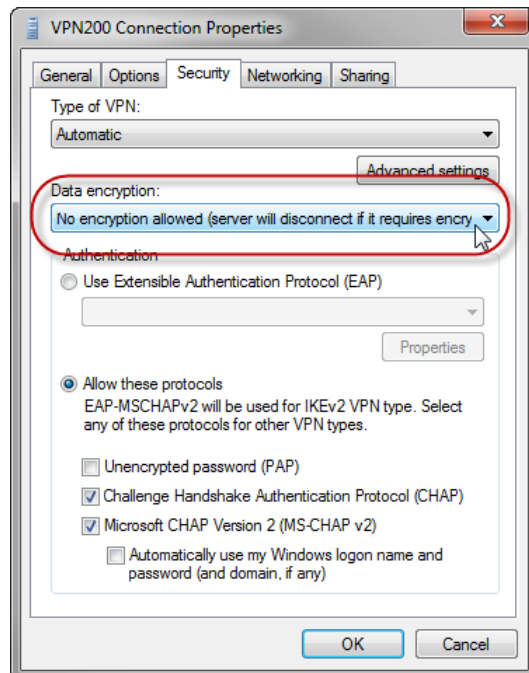 VPN200 Connection Properties
General Options Security Networking Sharing
Type of VPN:
Automatic
Advanced settings
Data encryption:
No encryption allowed (server will disconnect if it requires encry
Authentication
Use Extensible Authentication Protocol (EAP)
Properties
Allow these protocols
EAP-MSCHAPv2 will be used for IKEv2 VPN type. Select
any of these protocols for other VPN types.
Unencrypted password (PAP)
Challenge Handshake Authentication Protocol (CHAP)
Microsoft CHAP Version 2 (MS-CHAP v2)
Automatically use my Windows logon name and
password (and domain, if any)
OK Cancel